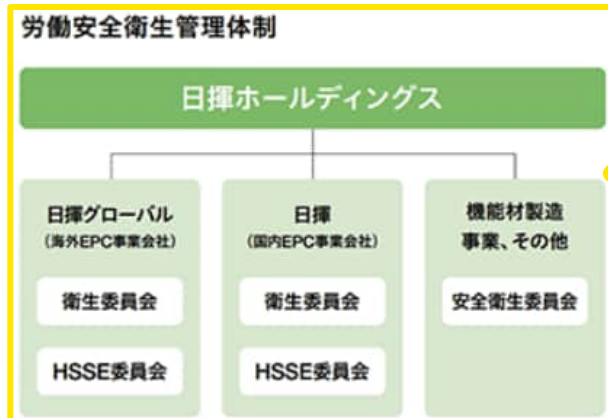 労働安全衛生管理体制
日揮ホールディングス
日揮グローバル
（海外EPC事業会社）
衛生委員会
HSSE委員会
日揮
（国内EPC事業会社）
衛生委員会
HSSE委員会
機能材製造
事業、その他
安全衛生委員会